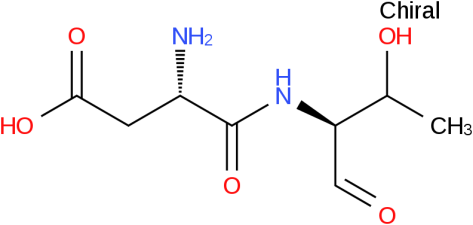 Chiral
O NH2 OH
H
N
HO CH3
O O